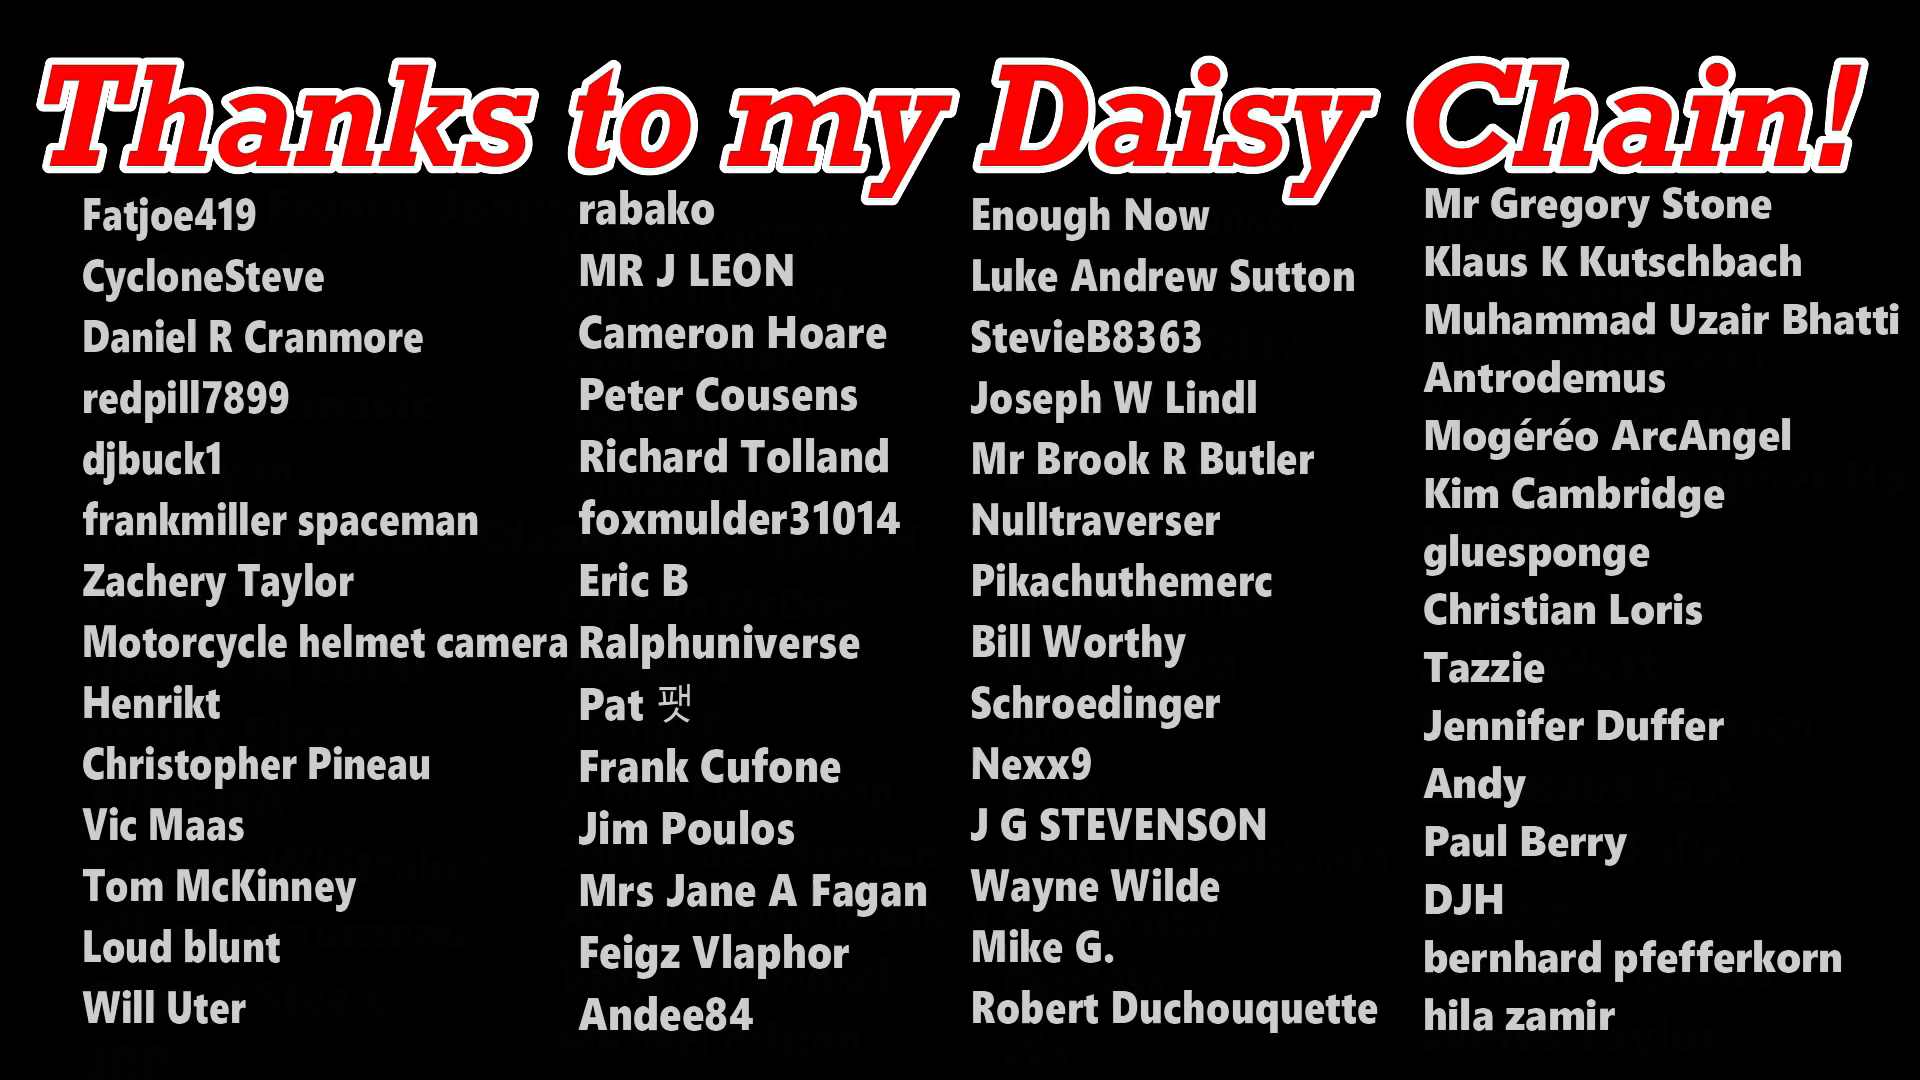 Thanks to my Daisy Chain!
Fatjoe419
CycloneSteve
Daniel R Cranmore
redpill7899
djbuck1
frankmiller spaceman
Zachery Taylor
Motorcycle helmet camera
Henrikt
Christopher Pineau
Vic Maas
Tom McKinney
Loud blunt
Will Uter
rabako
MR J LEON
Cameron Hoare
Peter Cousens
Richard Tolland
foxmulder31014
Eric B
Ralphuniverse
Pat 팻
Frank Cufone
Jim Poulos
Mrs Jane A Fagan
Feigz Vlaphor
Andee84
Enough Now
Luke Andrew Sutton
StevieB8363
Joseph W Lindl
Mr Brook R Butler
Nulltraverser
Pikachuthemerc
Bill Worthy
Schroedinger
Nexx9
J G STEVENSON
Wayne Wilde
Mike G.
Robert Duchouquette
Mr Gregory Stone
Klaus K Kutschbach
Muhammad Uzair Bhatti
Antrodemus
Mogéréo ArcAngel
Kim Cambridge
gluesponge
Christian Loris
Tazzie
Jennifer Duffer
Andy
Paul Berry
DJH
bernhard pfefferkorn
hila zamir